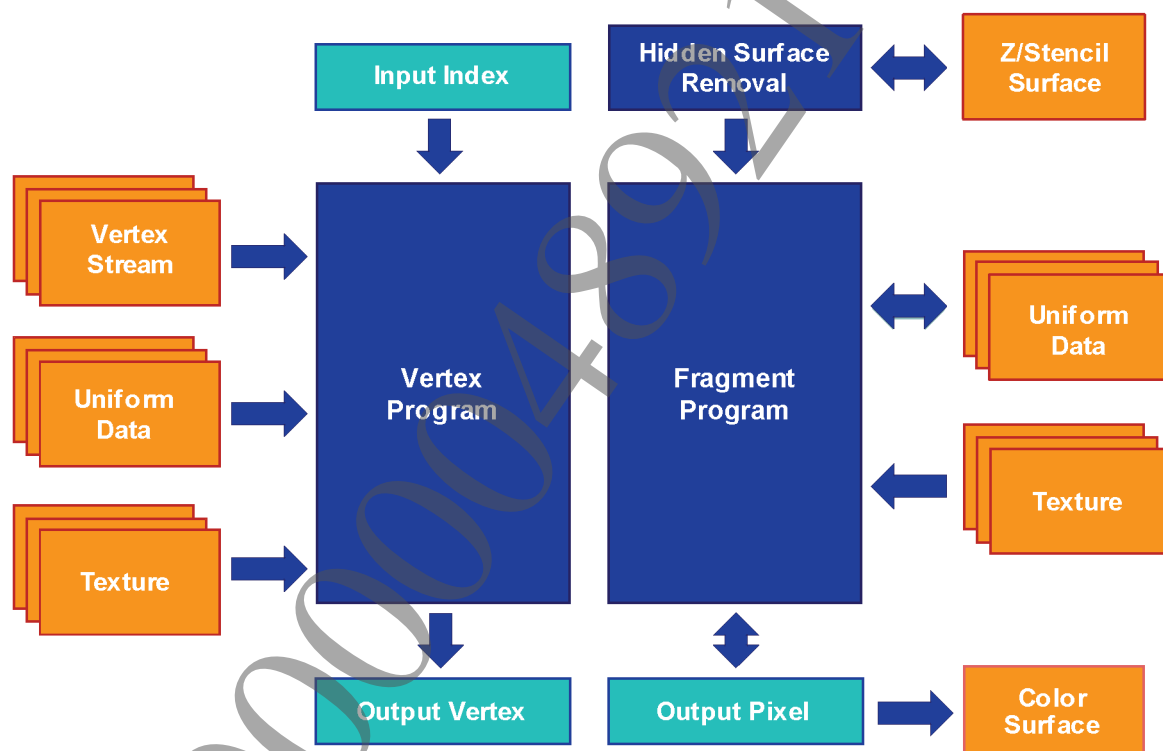 Input Index
Hidden Surface
Removal
Z/Stencil
Surface
Vertex
Stream
Uniform
Data
Texture
Vertex
Program
Fragment
Program
Uniform
Data
Texture
Output Vertex
Output Pixel
Color
Surface